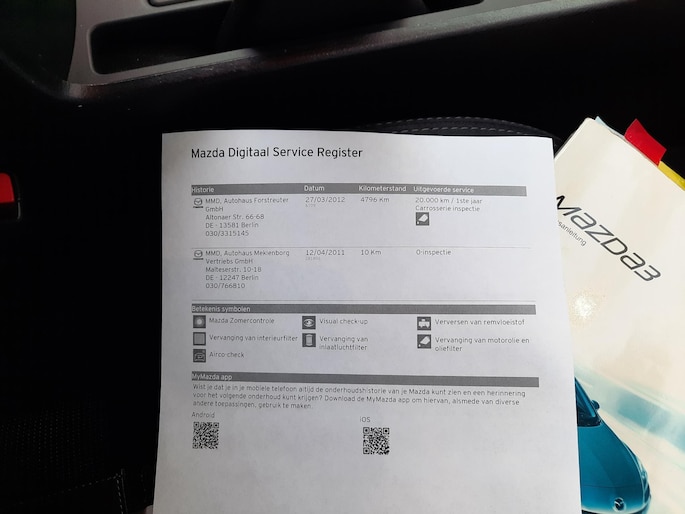 Mazda Digitaal Service Register
Historie Datum Kilometerstand Uitgevoerde service
MMD, Autohaus Forstreuter 27/03/2012 4796 Km 20.000 km / 1ste jaar
GmbH Carrosserie inspectie
Altonaer Str. 66-68
DE - 13581 Berlin
030/3315145
MMD, Autohaus Meklenborg 12/04/2011 10 Km 0-inspectie
Vertriebs GmbH
Malteserstr. 10-18
DE - 12247 Berlin
030/766810
Betekenis symbolen
Mazda Zomercontrole Visual check-up Verversen van remvloeistof
Vervanging van interieurfilter Vervanging van Vervanging van motorolie en
inlaatluchtfilter oliefilter
Airco check
MyMazda app
Wist je dat je in je mobiele telefoon altijd de onderhoudshistorie van je Mazda kunt zien en een herinnering
voor het volgende onderhoud kunt krijgen? Download de MyMazda app om hiervan, alsmede van diverse
andere toepassingen, gebruik te maken.
Android iOS
mazda3